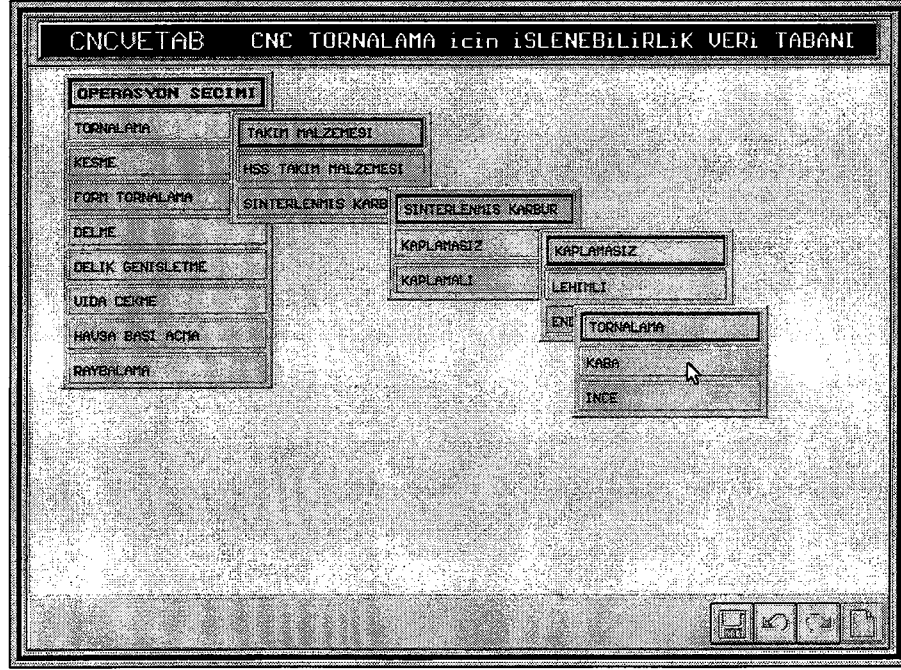 CNCVETAB CNC TORNALAMA icin iSLENEBiLiRLiK VERi TABANI
OPERASYON SECIMI
TORNALAMA
KESME
FORM TORNALAMA
DELME
DELIK GENISLETME
VIDA CEKME
HAVSA BASI ACMA
RAYBALAMA
TAKIM MALZEMESI
HSS TAKIM MALZEMESI
SINTERLENMIS KARB
SINTERLENMIS KARBUR
KAPLAMASIZ
KAPLAMALI
KAPLAMASIZ
LEHIMLI
TORNALAMA
KABA
INCE